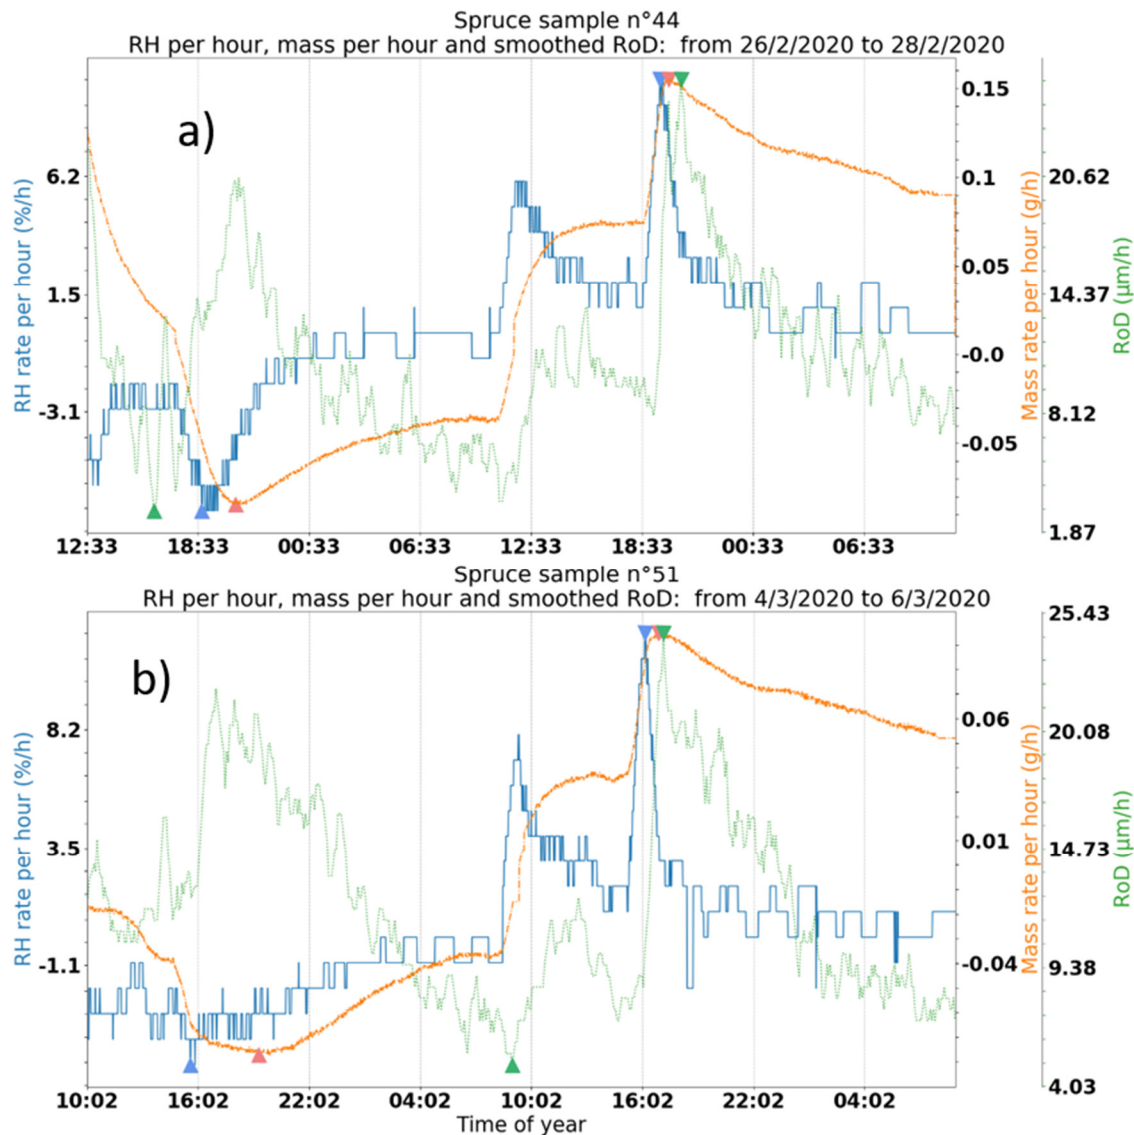 Spruce sample n°44
RH per hour, mass per hour and smoothed RoD:  from 26/2/2020 to 28/2/2020
a)
RH rate per hour (%/h)
6.2
1.5
-3.1
0.15
0.1
0.05
-0.0
-0.05
Mass rate per hour (g/h)
20.62
14.37
8.12
1.87
RoD (µm/h)
12:33 18:33 00:33 06:33 12:33 18:33 00:33 06:33
Spruce sample n°51
RH per hour, mass per hour and smoothed RoD:  from 4/3/2020 to 6/3/2020
b)
RH rate per hour (%/h)
8.2
3.5
-1.1
0.06
0.01
-0.04
Mass rate per hour (g/h)
25.43
20.08
14.73
9.38
4.03
RoD (µm/h)
10:02 16:02 22:02 04:02 10:02 16:02 22:02 04:02
Time of year